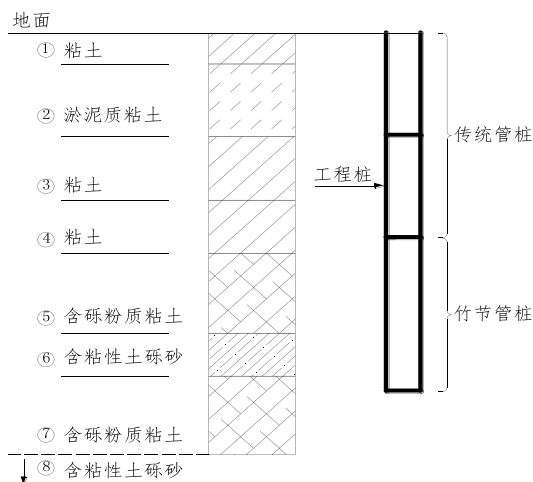 地面
① 粘土
② 淤泥质粘土
传统管桩
工程桩
③ 粘土
④ 粘土
⑤ 含砾粉质粘土
竹节管桩
⑥ 含粘性土砾砂
⑦ 含砾粉质粘土
⑧ 含粘性土砾砂